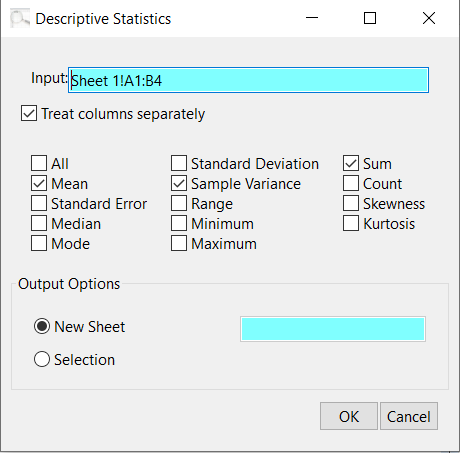 Descriptive Statistics
Input: Sheet 1!A1:B4
Treat columns separately
All Standard Deviation Sum
Mean Sample Variance Count
Standard Error Range Skewness
Median Minimum Kurtosis
Mode Maximum
Output Options
New Sheet
Selection
OK Cancel